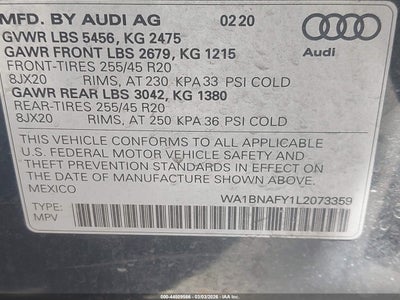 MFD. BY AUDI AG 02/20
GVWR LBS 5456, KG 2475
GAWR FRONT LBS 2679, KG 1215
FRONT-TIRES 255/45 R20
8JX20 RIMS, AT 230 KPA 33 PSI COLD
GAWR REAR LBS 3042, KG 1380
REAR-TIRES 255/45 R20
8JX20 RIMS, AT 250 KPA 36 PSI COLD
Audi
THIS VEHICLE CONFORMS TO ALL APPLICABLE
U.S. FEDERAL MOTOR VEHICLE SAFETY AND
THEFT PREVENTION STANDARDS IN EFFECT ON
THE DATE OF MANUFACTURE SHOWN ABOVE.
MEXICO
WA1BNAFY1L2073359
TYPE:
MPV